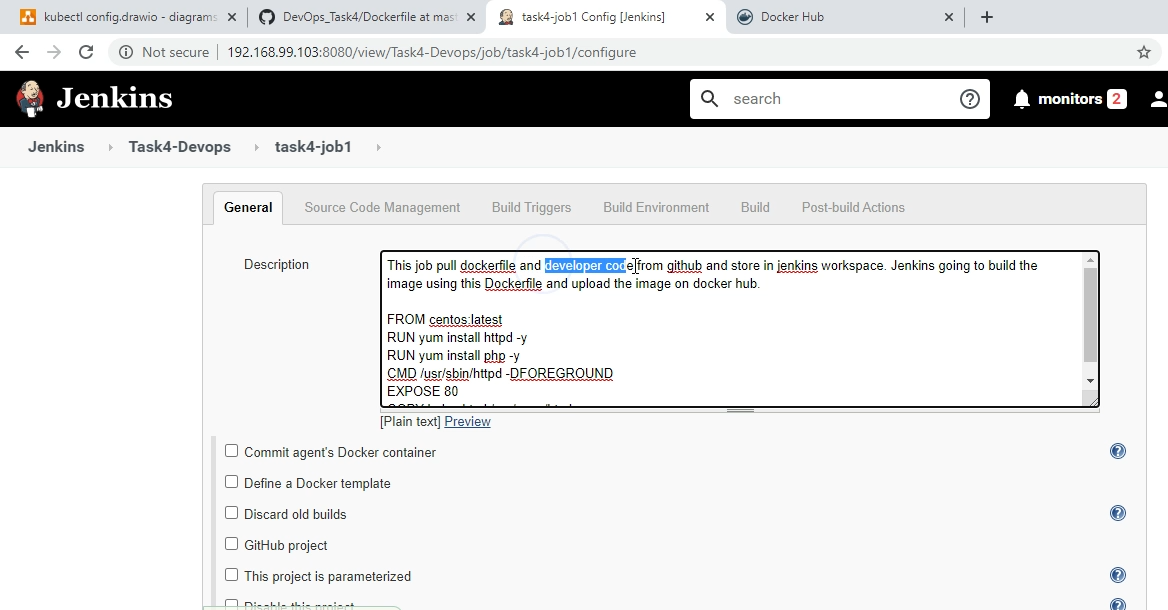 kubectl config.drawio - diagrams
DevOps_Task4/Dockerfile at mast
task4-job1 Config [Jenkins]
Docker Hub
Not secure
192.168.99.103:8080/view/Task4-Devops/job/task4-job1/configure
Jenkins
search
monitors 2
Jenkins
Task4-Devops
task4-job1
General
Source Code Management
Build Triggers
Build Environment
Build
Post-build Actions
Description
This job pull dockerfile and developer code from github and store in jenkins workspace. Jenkins going to build the
image using this Dockerfile and upload the image on docker hub.
FROM centos:latest
RUN yum install httpd -y
RUN yum install php -y
CMD /usr/sbin/httpd -DFOREGROUND
EXPOSE 80
[Plain text] Preview
Commit agent's Docker container
Define a Docker template
Discard old builds
GitHub project
This project is parameterized
Disable this project